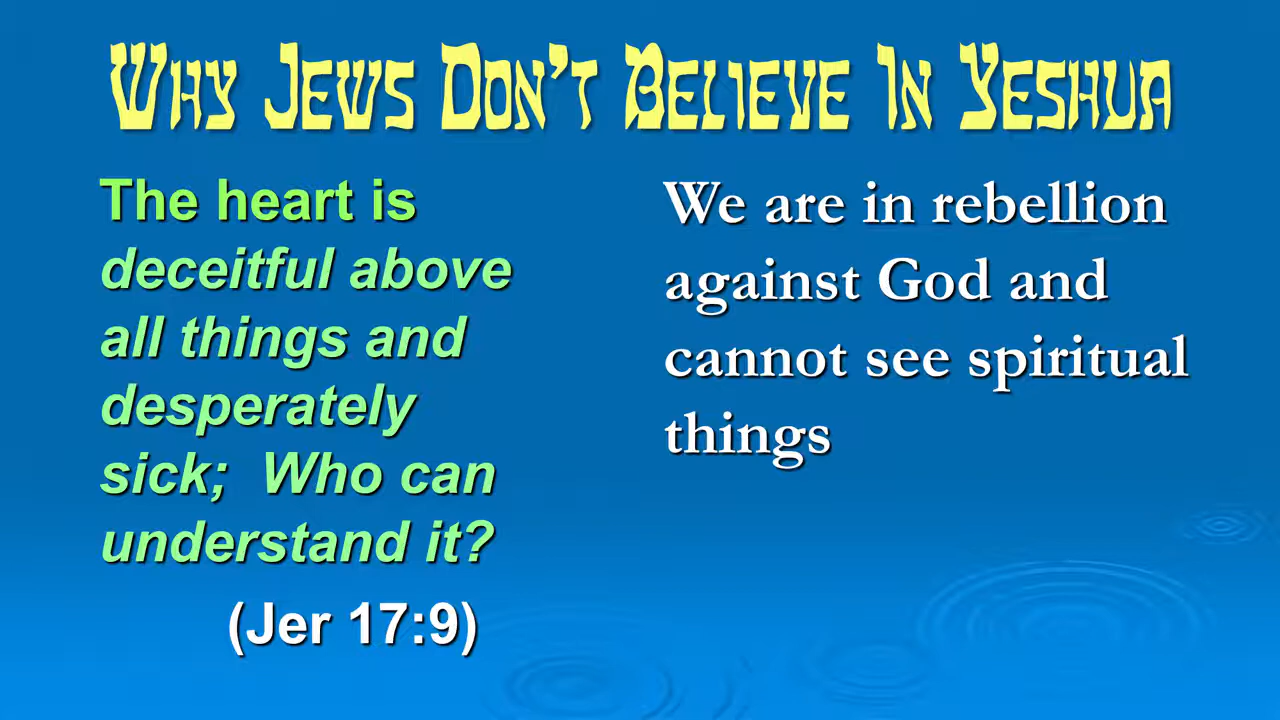 Why Jews Don't Believe In Yeshua
The heart is
deceitful above
all things and
desperately
sick;  Who can
understand it?
(Jer 17:9)
We are in rebellion
against God and
cannot see spiritual
things